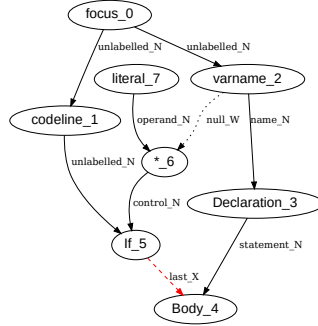 focus_0
unlabelled_N unlabelled_N
literal_7 varname_2
codeline_1 operand_N null_W name_N
unlabelled_N *_6
control_N Declaration_3
If_5 statement_N
last_X
Body_4